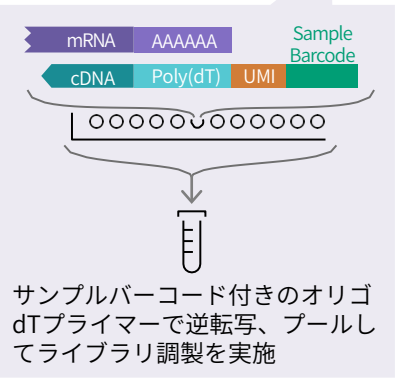 mRNA AAAAAA Sample
Barcode
cDNA Poly(dT) UMI
サンプルバーコード付きのオリゴ
dTプライマーで逆転写、プールし
てライブラリ調製を実施